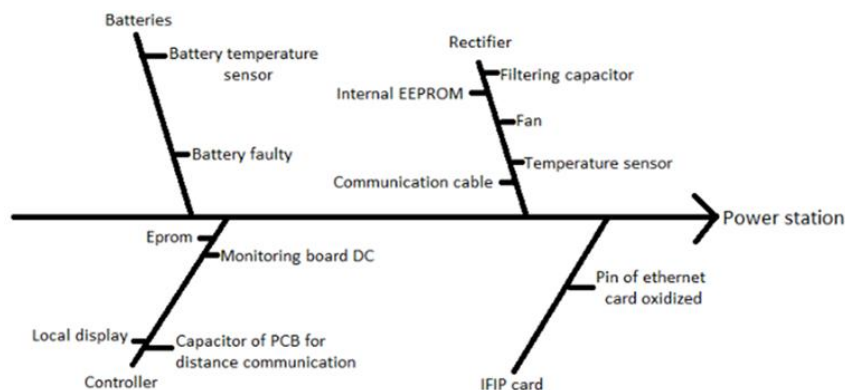 Batteries
Battery temperature
sensor
Battery faulty
Rectifier
Filtering capacitor
Internal EEPROM
Fan
Temperature sensor
Communication cable
Power station
Eprom
Monitoring board DC
Local display
Capacitor of PCB for
distance communication
Controller
Pin of ethernet
card oxidized
IFIP card